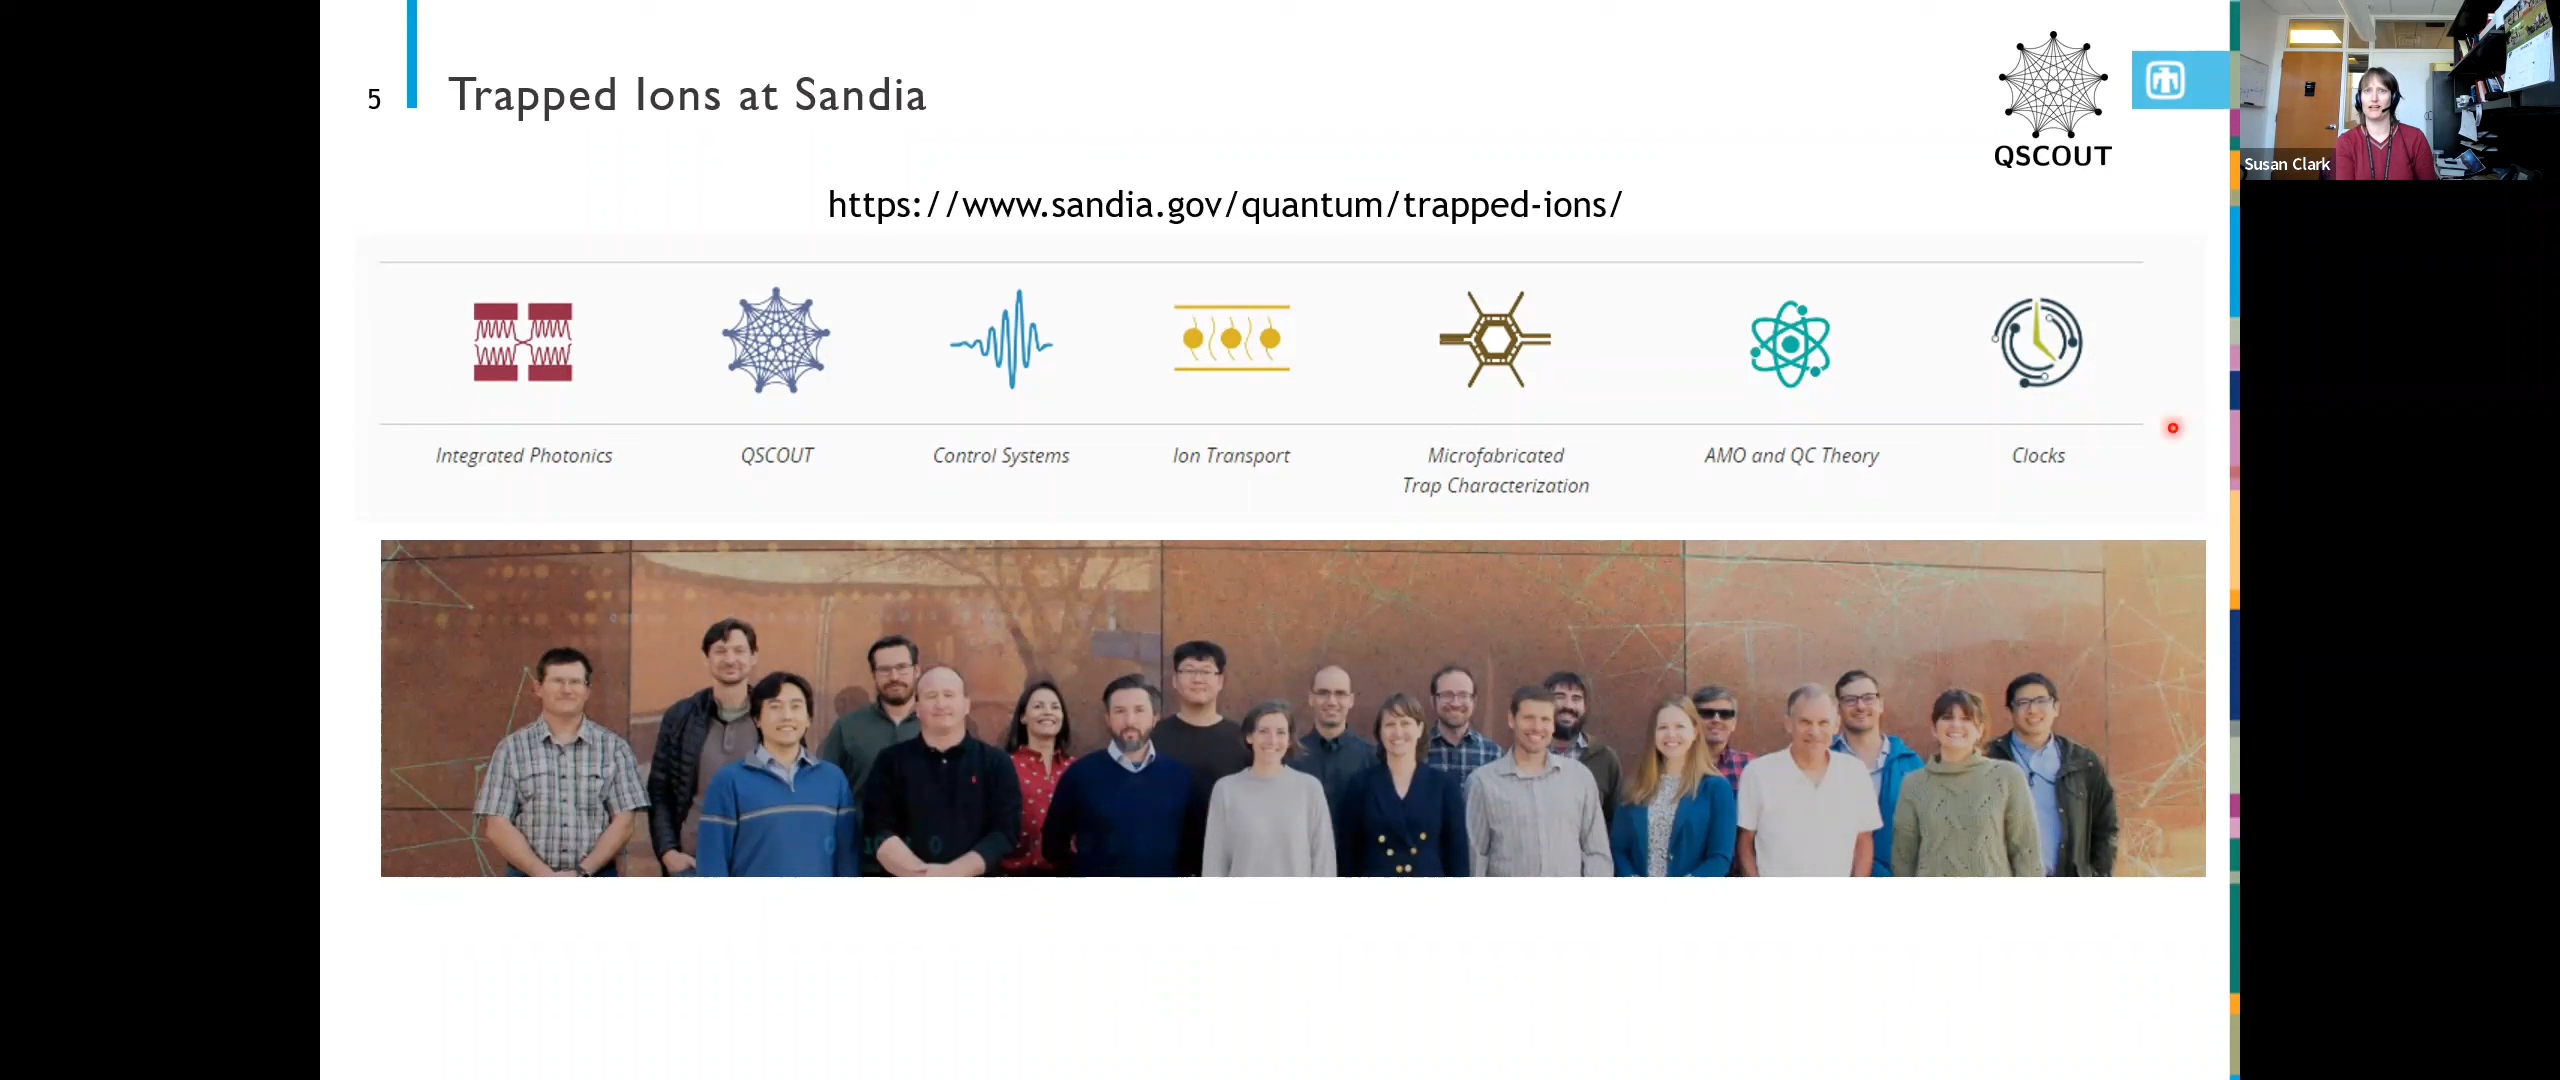 5
Trapped Ions at Sandia
QSCOUT
Susan Clark
https://www.sandia.gov/quantum/trapped-ions/
Integrated Photonics
QSCOUT
Control Systems
Ion Transport
Microfabricated
Trap Characterization
AMO and QC Theory
Clocks